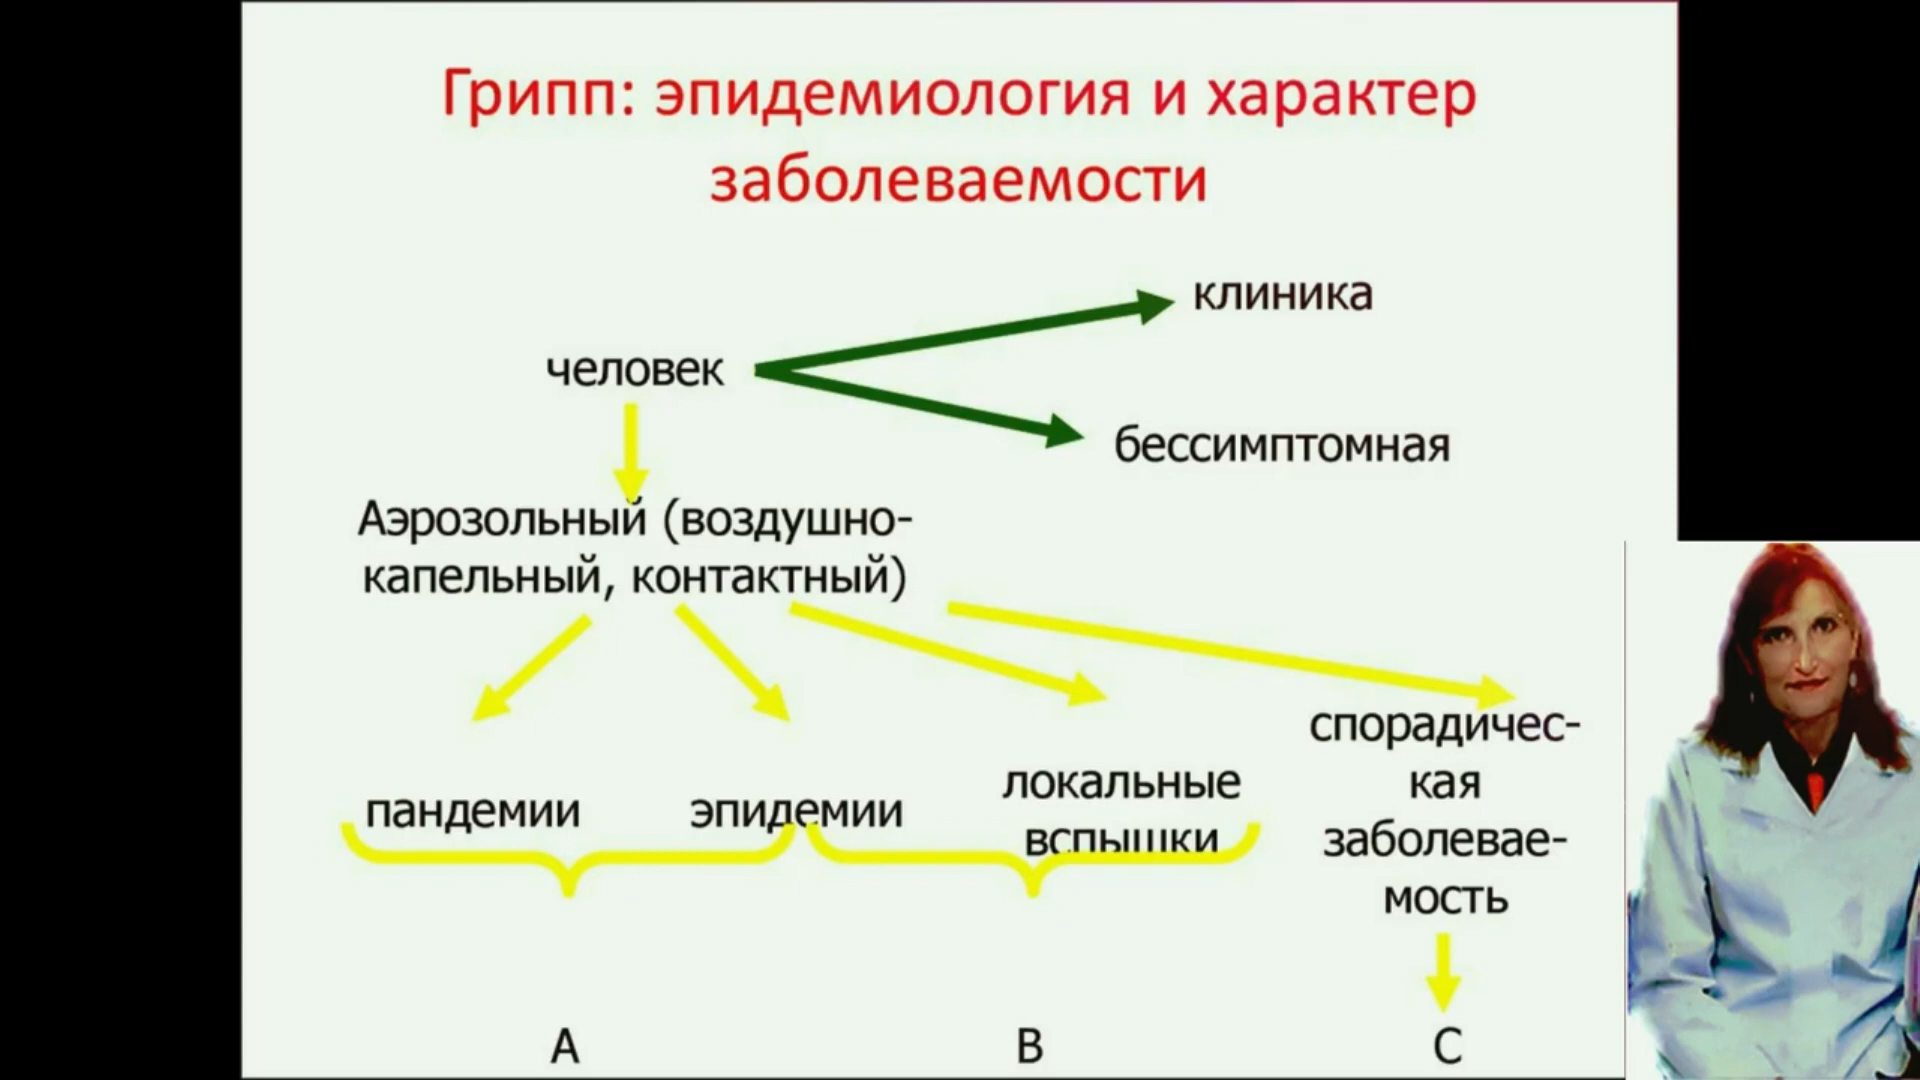 Грипп: эпидемиология и характер
заболеваемости
клиника
человек
бессимптомная
Аэрозольный (воздушно-
капельный, контактный)
пандемии
эпидемии
локальные
вспышки
спорадичес-
кая
заболевае-
мость
А
В
С